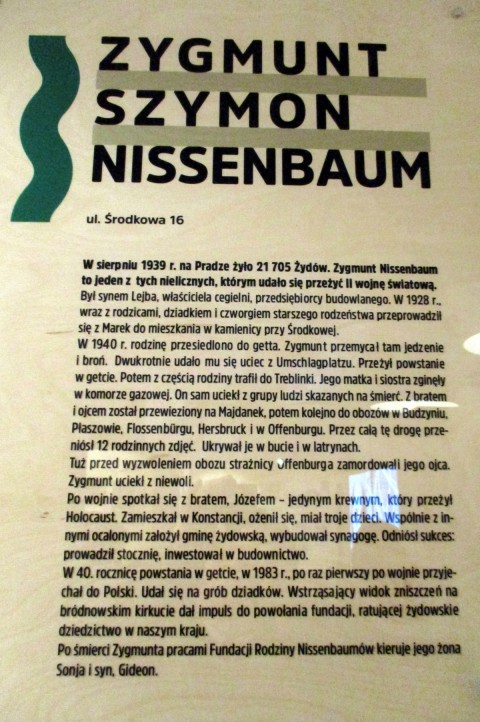 ZYGMUNT
SZYMON
NISSENBAUM
ul. Środkowa 16
W sierpniu 1939 r. na Pradze żyło 21 705 Żydów. Zygmunt Nissenbaum
to jeden z tych nielicznych, którym udało się przeżyć II wojnę światową.
Był synem Lejba, właściciela cegielni, przedsiębiorcy budowlanego. W 1928 r.,
wraz z rodzicami, dziadkiem i czworgiem starszego rodzeństwa przeprowadził
się z Marek do mieszkania w kamienicy przy Środkowej.
W 1940 r. rodzinę przesiedlono do getta. Zygmunt przemycał tam jedzenie
i broń. Dwukrotnie udało mu się uciec z Umschlagplatzu. Przeżył powstanie
w getcie. Potem z częścią rodziny trafił do Treblinki. Jego matka i siostra zginęły
w komorze gazowej. On sam uciekł z grupy ludzi skazanych na śmierć. Z bratem
i ojcem został przewieziony na Majdanek, potem kolejno do obozów w Budzyniu,
Płaszowie, Flossenbürgu, Hersbruck i w Offenburgu. Przez całą tę drogę prze-
niósł 12 rodzinnych zdjęć. Ukrywał je w bucie i w latrynach.
Tuż przed wyzwoleniem obozu strażnicy Offenburga zamordowali jego ojca.
Zygmunt uciekł z niewoli.
Po wojnie spotkał się z bratem, Józefem – jedynym krewnym, który przeżył
Holocaust. Zamieszkał w Konstancji, ożenił się, miał troje dzieci. Wspólnie z in-
nymi ocalonymi założył gminę żydowską, wybudował synagogę. Odniósł sukces:
prowadził stocznię, inwestował w budownictwo.
W 40. rocznicę powstania w getcie, w 1983 r., po raz pierwszy po wojnie przyje-
chał do Polski. Udał się na grób dziadków. Wstrząsający widok zniszczeń na
bródnowskim kirkucie dał impuls do powołania fundacji, ratującej żydowskie
dziedzictwo w naszym kraju.
Po śmierci Zygmunta pracami Fundacji Rodziny Nissenbaumów kieruje jego żona
Sonja i syn, Gideon.